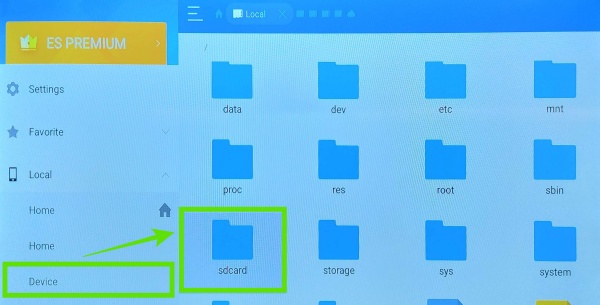 ES PREMIUM
Settings
Favorite
Local
Home
Home
Device
Local
/
data
dev
etc
mnt
proc
res
root
sbin
sdcard
storage
sys
system